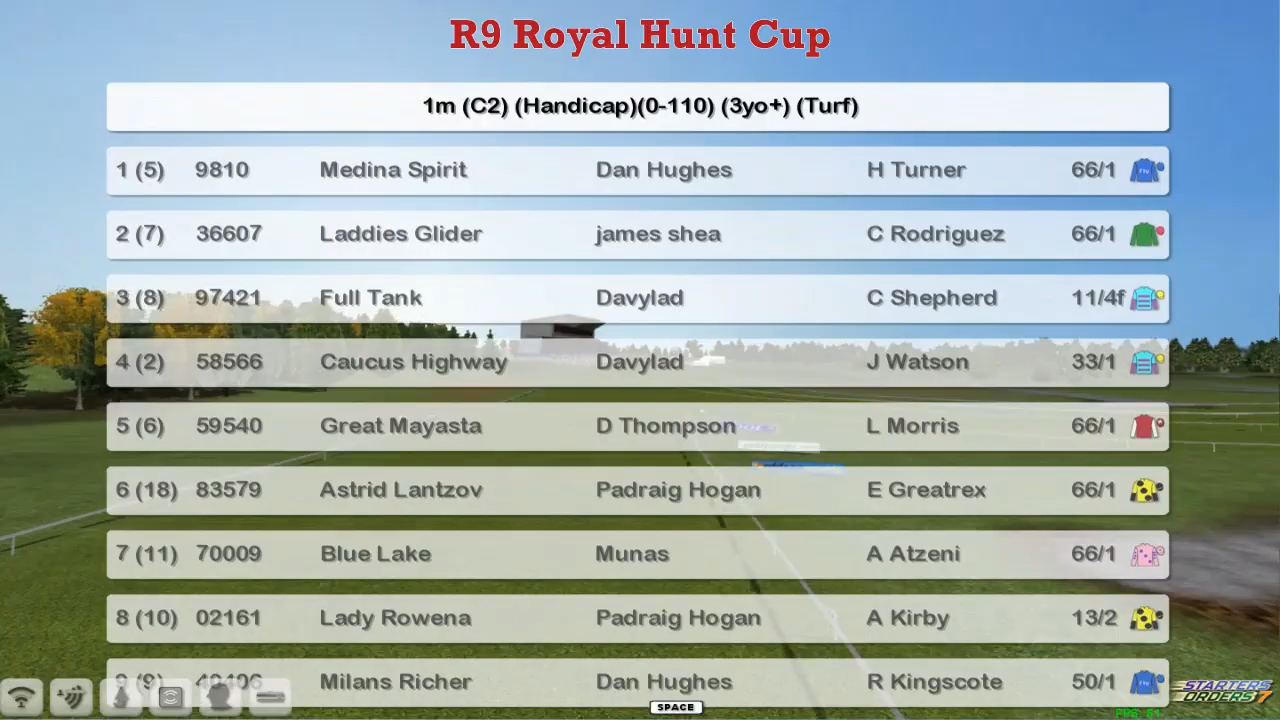 R9 Royal Hunt Cup
1m (C2) (Handicap)(0-110) (3yo+) (Turf)
1 (5) 9810 Medina Spirit Dan Hughes H Turner 66/1
2 (7) 36607 Laddies Glider james shea C Rodriguez 66/1
3 (8) 97421 Full Tank Davylad C Shepherd 11/4f
4 (2) 58566 Caucus Highway Davylad J Watson 33/1
5 (6) 59540 Great Mayasta D Thompson L Morris 66/1
6 (18) 83579 Astrid Lantzov Padraig Hogan E Greatrex 66/1
7 (11) 70009 Blue Lake Munas A Atzeni 66/1
8 (10) 02161 Lady Rowena Padraig Hogan A Kirby 13/2
9 (9) 40406 Milans Richer Dan Hughes R Kingscote 50/1
SPACE
STARTERS
ORDERS 7